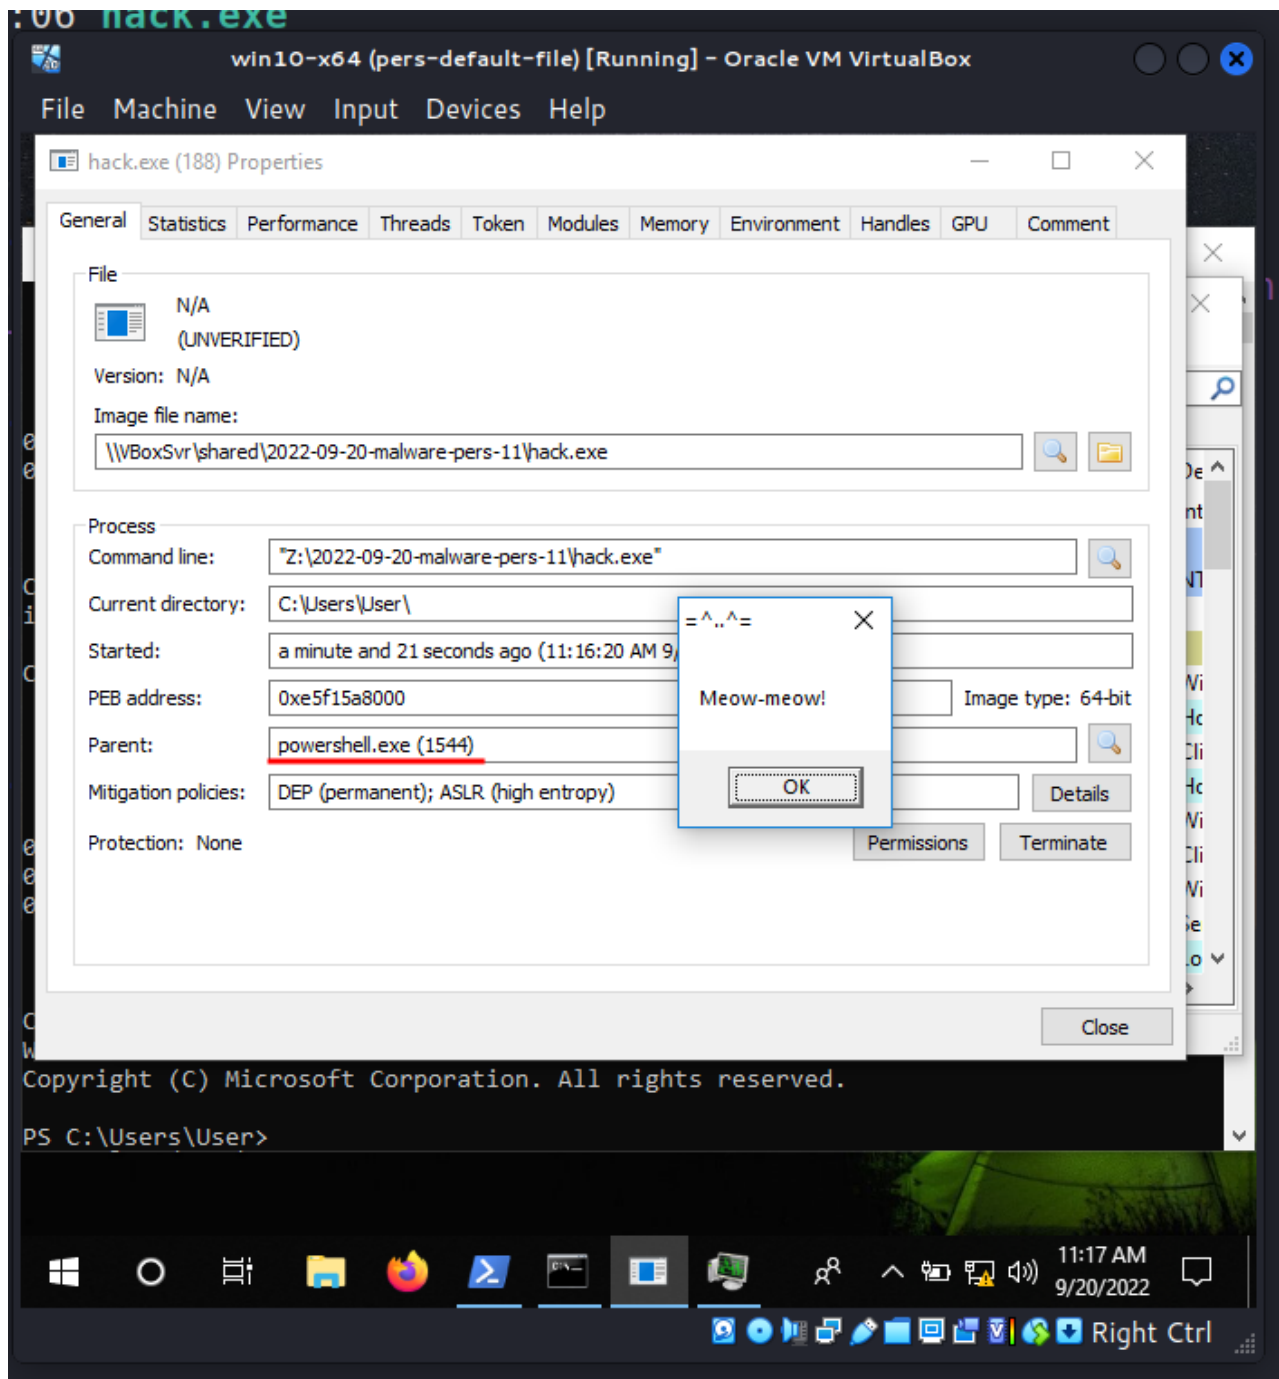 :06 hack.exe
win10-x64 (pers-default-file) [Running] - Oracle VM VirtualBox
File Machine View Input Devices Help
hack.exe (188) Properties
General Statistics Performance Threads Token Modules Memory Environment Handles GPU Comment
File
N/A
(UNVERIFIED)
Version: N/A
Image file name:
\\VBoxSvr\shared\2022-09-20-malware-pers-11\hack.exe
Process
Command line: "Z:\2022-09-20-malware-pers-11\hack.exe"
Current directory: C:\Users\User\
Started: a minute and 21 seconds ago (11:16:20 AM 9/
PEB address: 0xe5f15a8000 Image type: 64-bit
Parent: powershell.exe (1544)
Mitigation policies: DEP (permanent); ASLR (high entropy) Details
Protection: None Permissions Terminate
=^..^=
Meow-meow!
OK
Close
Copyright (C) Microsoft Corporation. All rights reserved.
PS C:\Users\User>
11:17 AM
9/20/2022
Right Ctrl